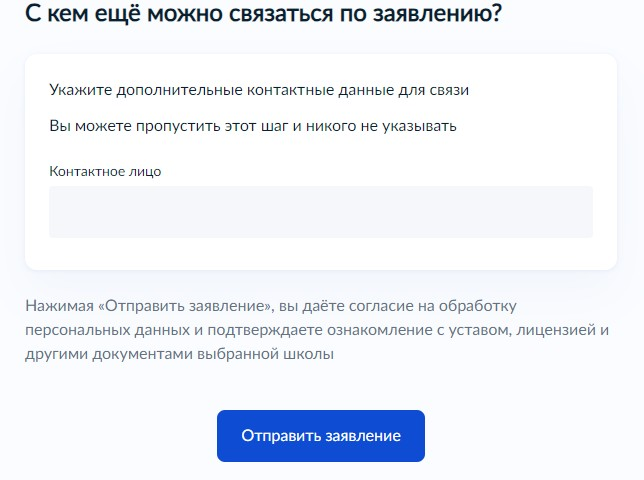 С кем ещё можно связаться по заявлению?
Укажите дополнительные контактные данные для связи
Вы можете пропустить этот шаг и никого не указывать
Контактное лицо
Нажимая «Отправить заявление», вы даёте согласие на обработку
персональных данных и подтверждаете ознакомление с уставом, лицензией и
другими документами выбранной школы
Отправить заявление